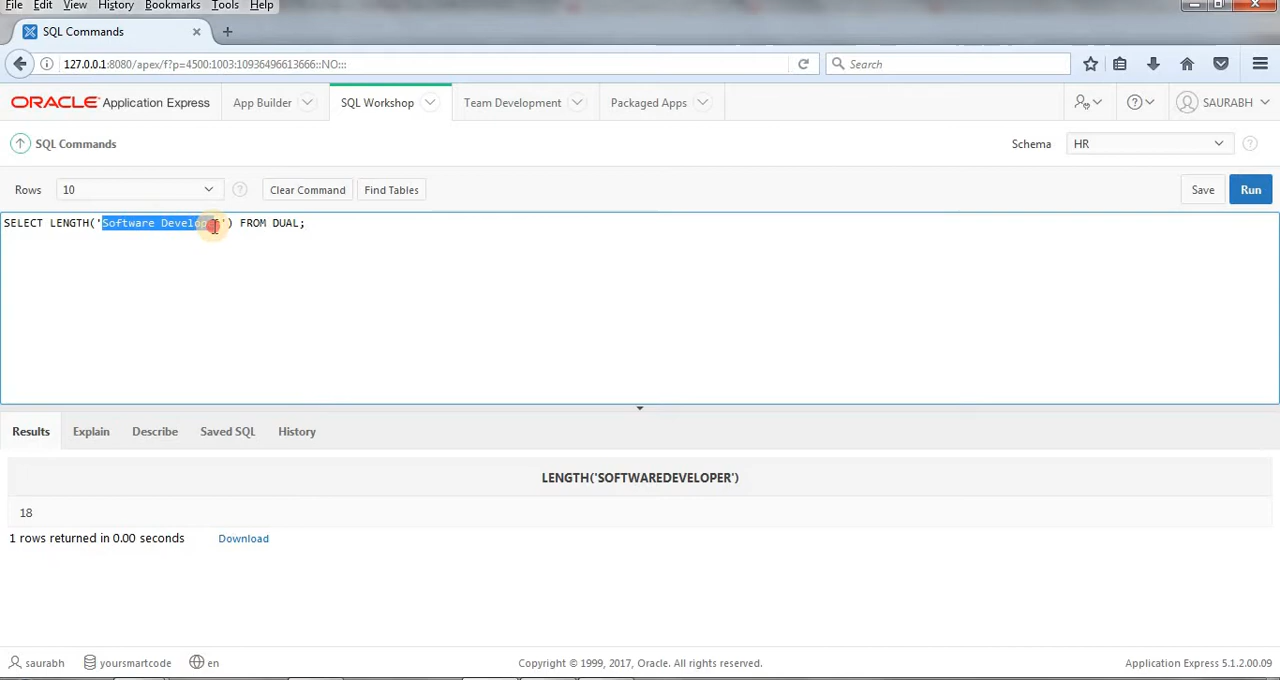 File Edit View History Bookmarks Tools Help
SQL Commands
127.0.0.1:8080/apex/f?p=4500:1003:10936496613666::NO:::
Search
ORACLE Application Express App Builder SQL Workshop Team Development Packaged Apps SAURABH
SQL Commands Schema HR
Rows 10 Clear Command Find Tables Save Run
SELECT LENGTH('Software Developer') FROM DUAL;
Results Explain Describe Saved SQL History
LENGTH('SOFTWAREDEVELOPER')
18
1 rows returned in 0.00 seconds Download
saurabh yoursmartcode en Copyright © 1999, 2017, Oracle. All rights reserved. Application Express 5.1.2.00.09